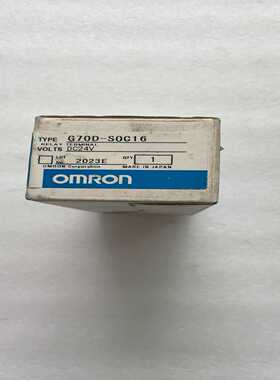 TYPE G70D-SOC16
RELAY TERMINAL
VOLTS DC24V
LOT NO. 2023E QTY 1
OMRON Corporation MADE IN JAPAN
OMRON